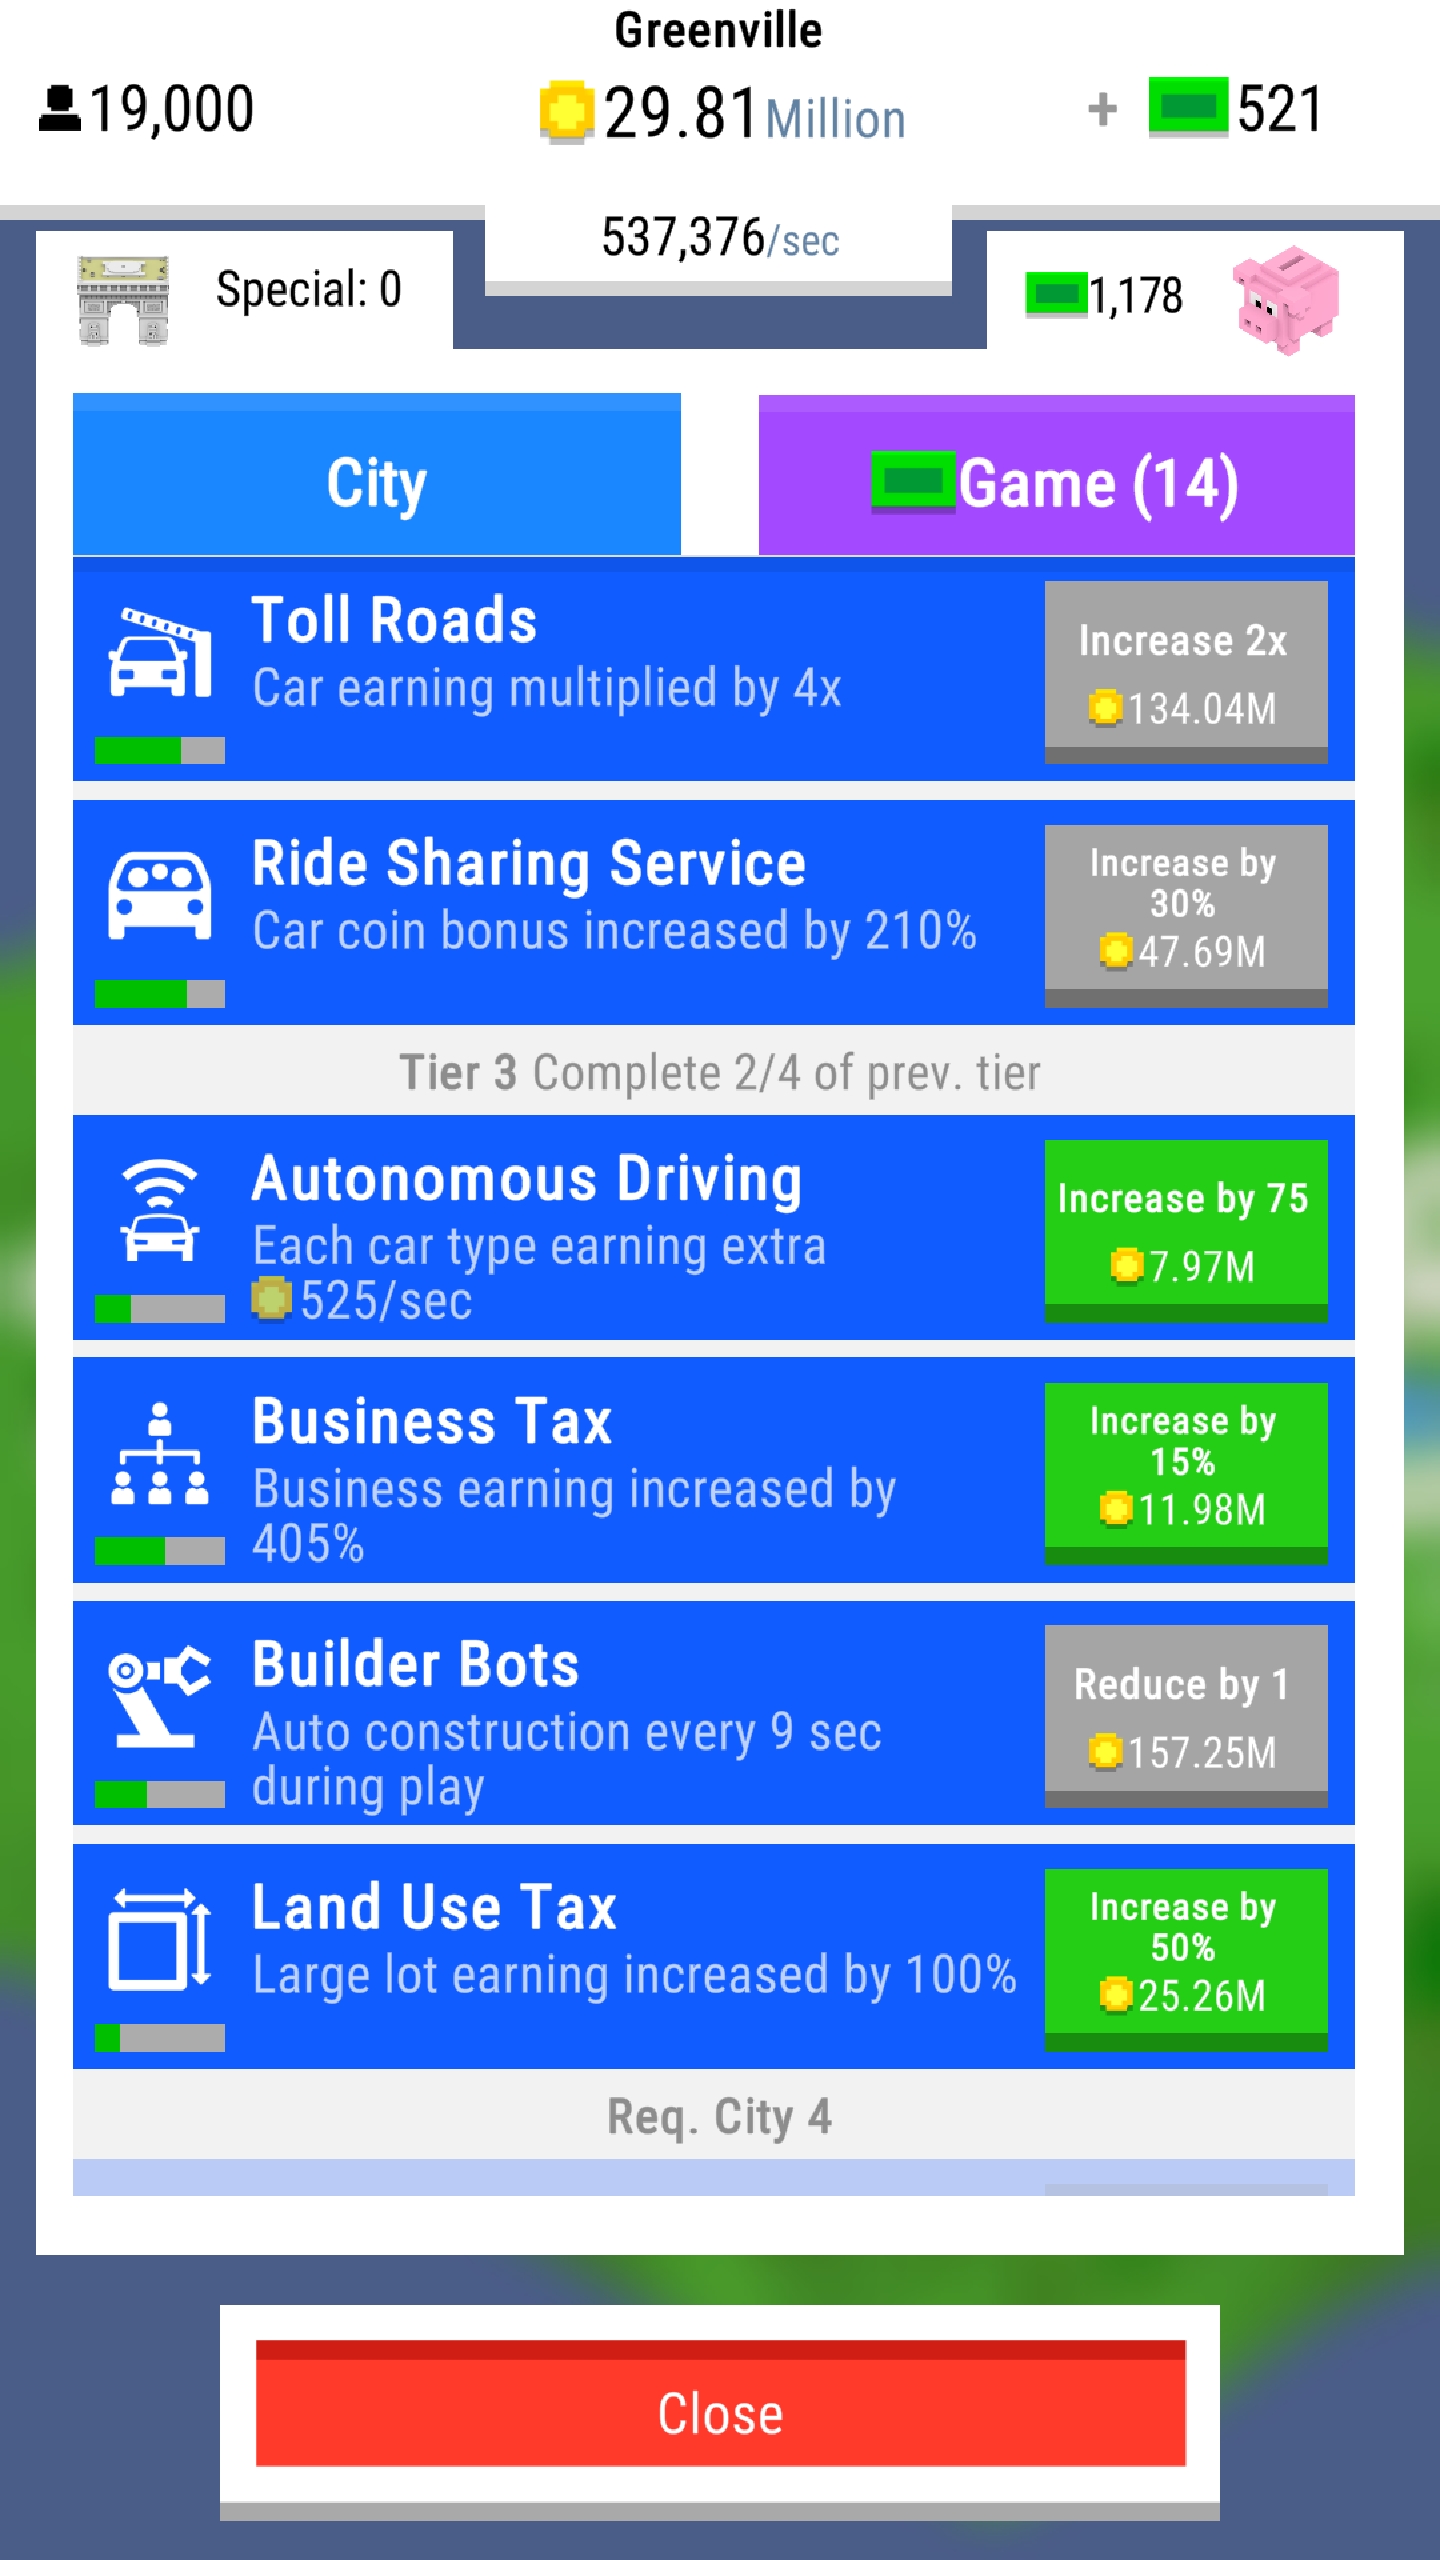 Greenville
19,000
29.81 Million
+ 521
537,376/sec
Special: 0
1,178
City
Game (14)
Toll Roads
Car earning multiplied by 4x
Increase 2x
134.04M
Ride Sharing Service
Car coin bonus increased by 210%
Increase by
30%
47.69M
Tier 3 Complete 2/4 of prev. tier
Autonomous Driving
Each car type earning extra
525/sec
Increase by 75
7.97M
Business Tax
Business earning increased by
405%
Increase by
15%
11.98M
Builder Bots
Auto construction every 9 sec
during play
Reduce by 1
157.25M
Land Use Tax
Large lot earning increased by 100%
Increase by
50%
25.26M
Req. City 4
Close